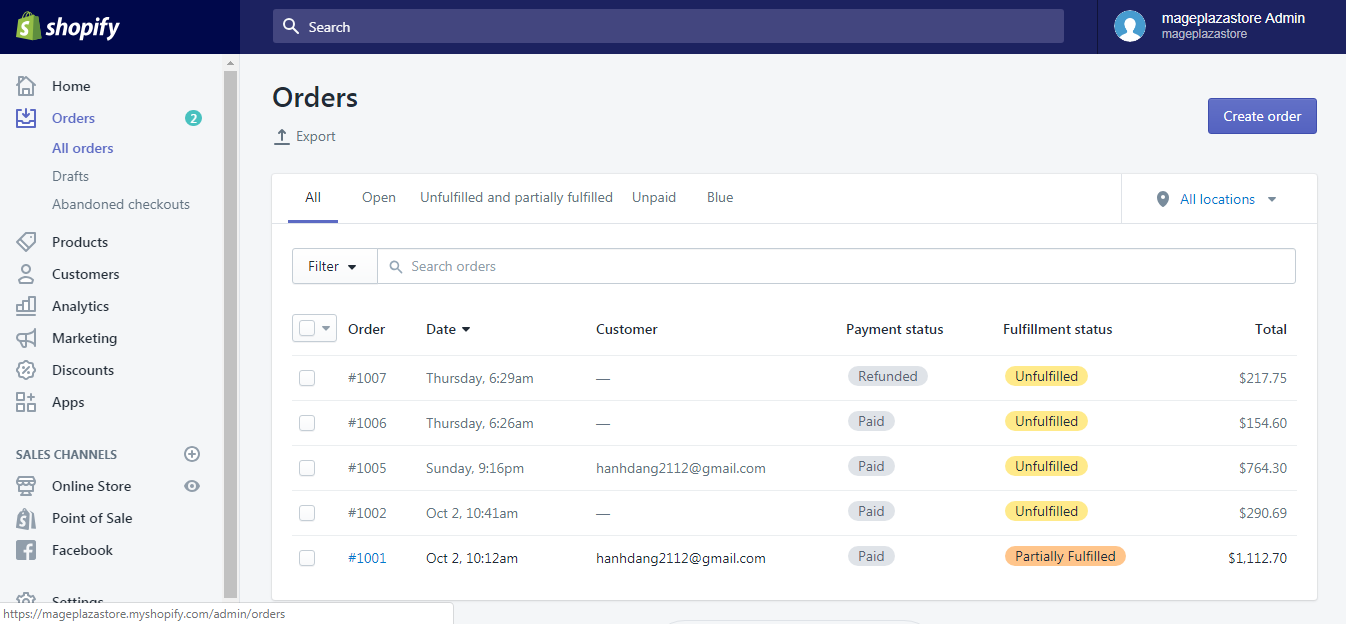 shopify
Search
mageplazastore Admin
mageplazastore
Home
Orders 2
All orders
Drafts
Abandoned checkouts
Products
Customers
Analytics
Marketing
Discounts
Apps
SALES CHANNELS
Online Store
Point of Sale
Facebook
Settings
https://mageplazastore.myshopify.com/admin/orders
Orders
Export
Create order
All Open Unfulfilled and partially fulfilled Unpaid Blue All locations
Filter Search orders
Order Date Customer Payment status Fulfillment status Total
#1007 Thursday, 6:29am — Refunded Unfulfilled $217.75
#1006 Thursday, 6:26am — Paid Unfulfilled $154.60
#1005 Sunday, 9:16pm hanhdang2112@gmail.com Paid Unfulfilled $764.30
#1002 Oct 2, 10:41am — Paid Unfulfilled $290.69
#1001 Oct 2, 10:12am hanhdang2112@gmail.com Paid Partially Fulfilled $1,112.70